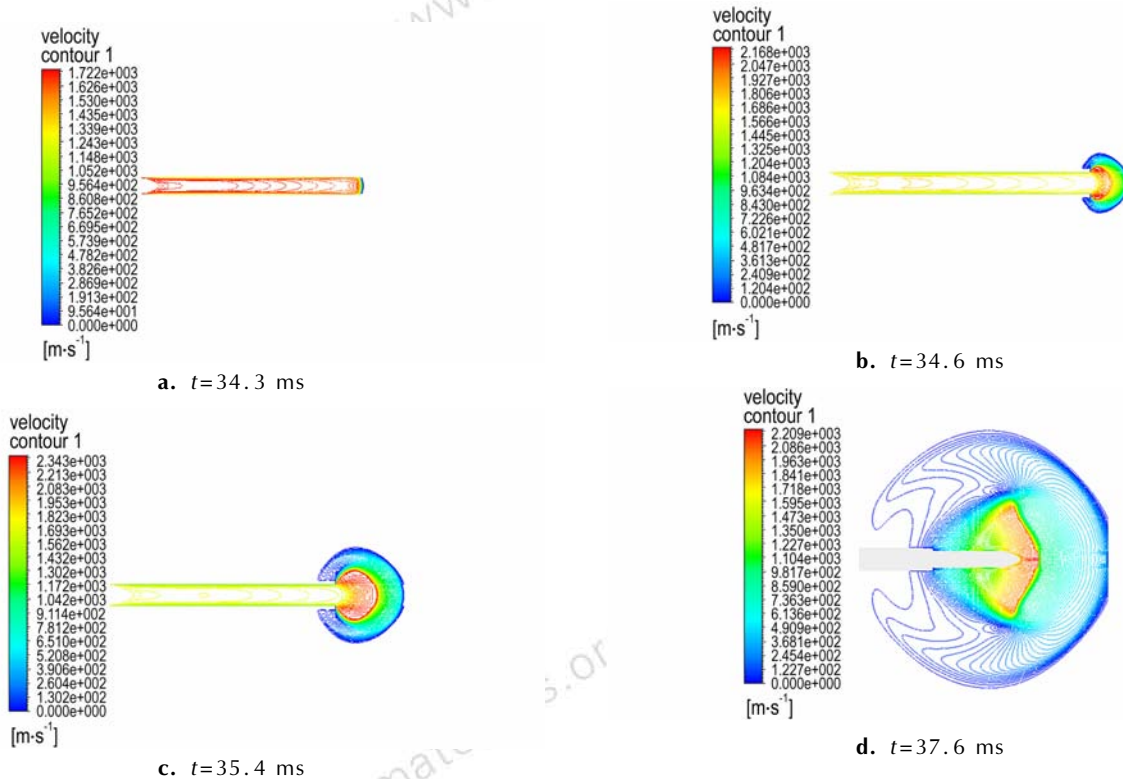 www
velocity
contour 1
1.722e+003
1.626e+003
1.530e+003
1.435e+003
1.339e+003
1.243e+003
1.148e+003
1.052e+003
9.564e+002
8.608e+002
7.652e+002
6.695e+002
5.739e+002
4.782e+002
3.826e+002
2.869e+002
1.913e+002
9.564e+001
0.000e+000
[m·s⁻¹]
a. t=34.3 ms
velocity
contour 1
2.168e+003
2.047e+003
1.927e+003
1.806e+003
1.686e+003
1.566e+003
1.445e+003
1.325e+003
1.204e+003
1.084e+003
9.634e+002
8.430e+002
7.226e+002
6.021e+002
4.817e+002
3.613e+002
2.409e+002
1.204e+002
0.000e+000
[m·s⁻¹]
b. t=34.6 ms
velocity
contour 1
2.343e+003
2.213e+003
2.083e+003
1.953e+003
1.823e+003
1.693e+003
1.562e+003
1.432e+003
1.302e+003
1.172e+003
1.042e+003
9.114e+002
7.812e+002
6.510e+002
5.208e+002
3.906e+002
2.604e+002
1.302e+002
0.000e+000
[m·s⁻¹]
c. t=35.4 ms
velocity
contour 1
2.209e+003
2.086e+003
1.963e+003
1.841e+003
1.718e+003
1.595e+003
1.473e+003
1.350e+003
1.227e+003
1.104e+003
9.817e+002
8.590e+002
7.363e+002
6.136e+002
4.909e+002
3.681e+002
2.454e+002
1.227e+002
0.000e+000
[m·s⁻¹]
d. t=37.6 ms
s.or
mate